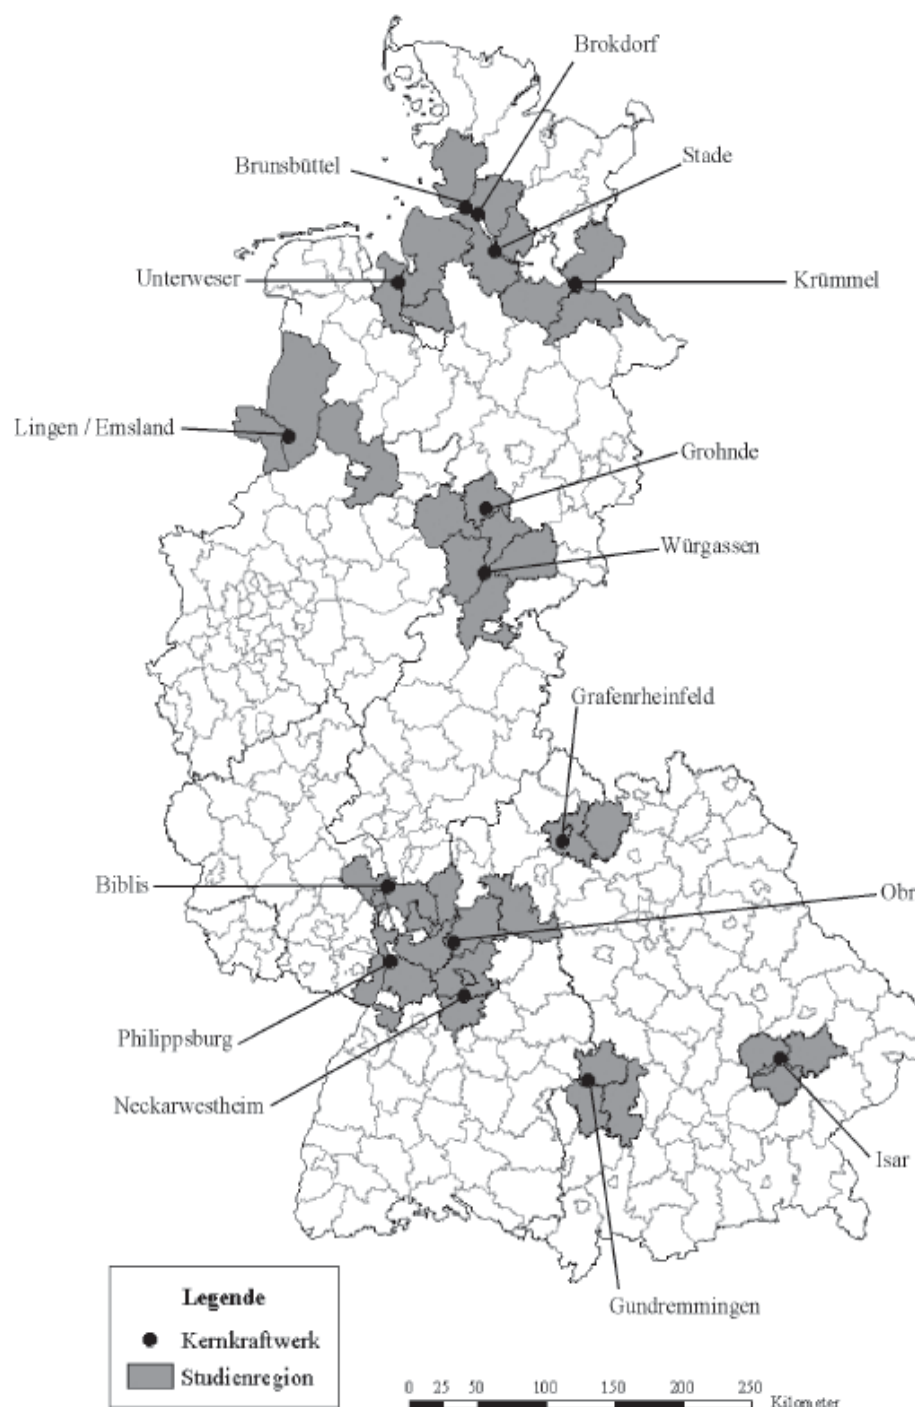 Brokdorf
Brunsbüttel
Stade
Unterweser
Krümmel
Lingen / Emsland
Grohnde
Würgassen
Grafenrheinfeld
Biblis
Obr
Philippsburg
Neckarwestheim
Isar
Gundremmingen
Legende
Kernkraftwerk
Studienregion
0 25 50 100 150 200 250
Kilometer